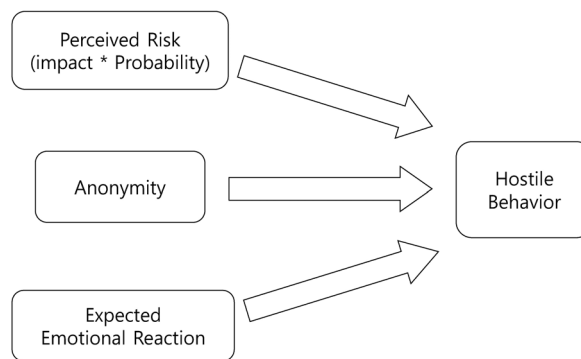 Perceived Risk
(impact * Probability)
Anonymity
Hostile
Behavior
Expected
Emotional Reaction